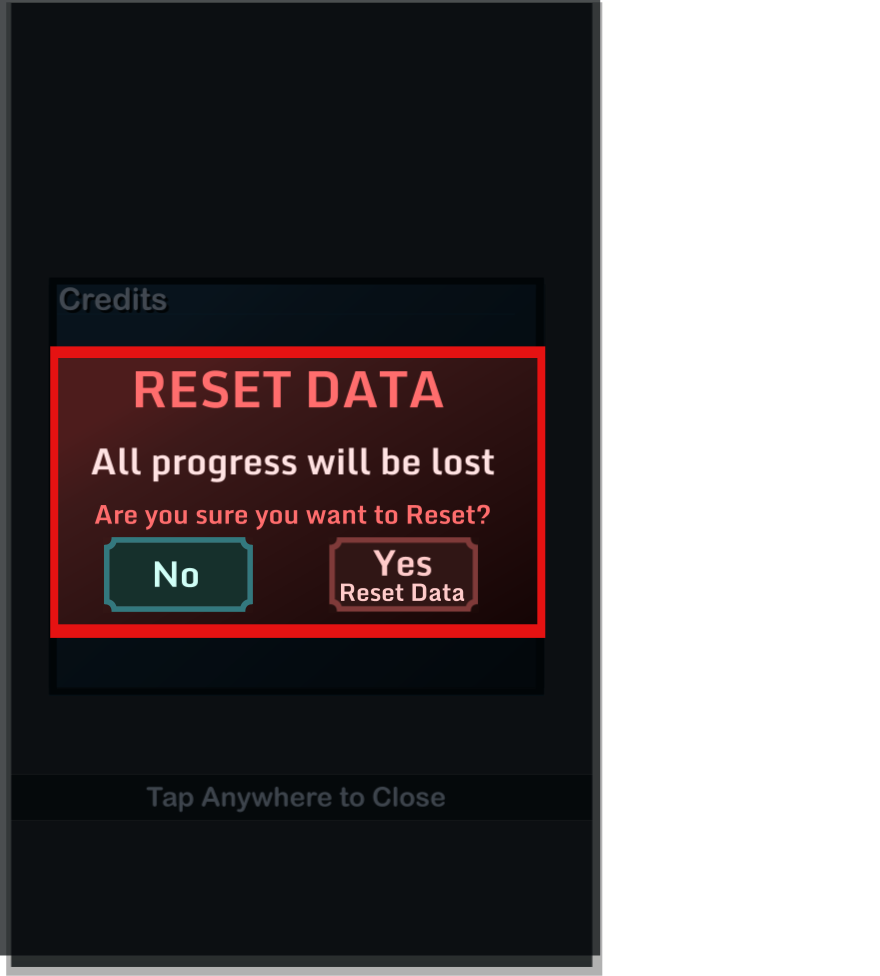 Credits
RESET DATA
All progress will be lost
Are you sure you want to Reset?
No
Yes
Reset Data
Tap Anywhere to Close